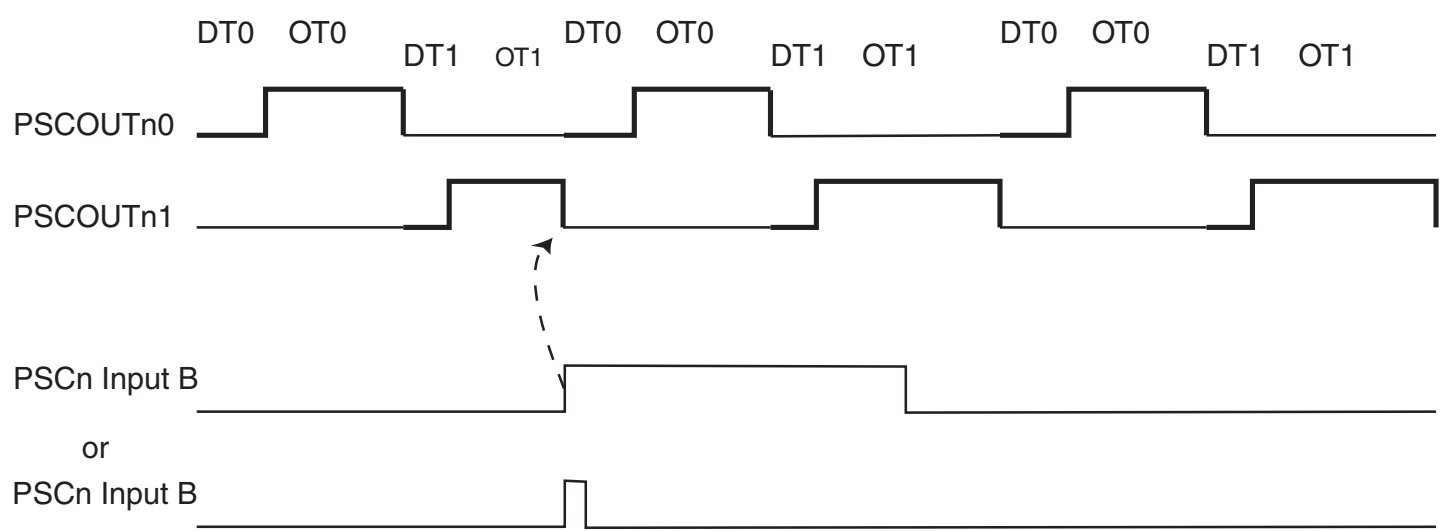 DT0 OT0 DT0 OT0 DT0 OT0
DT1 OT1 DT1 OT1 DT1 OT1
PSCOUTn0
PSCOUTn1
PSCn Input B
or
PSCn Input B